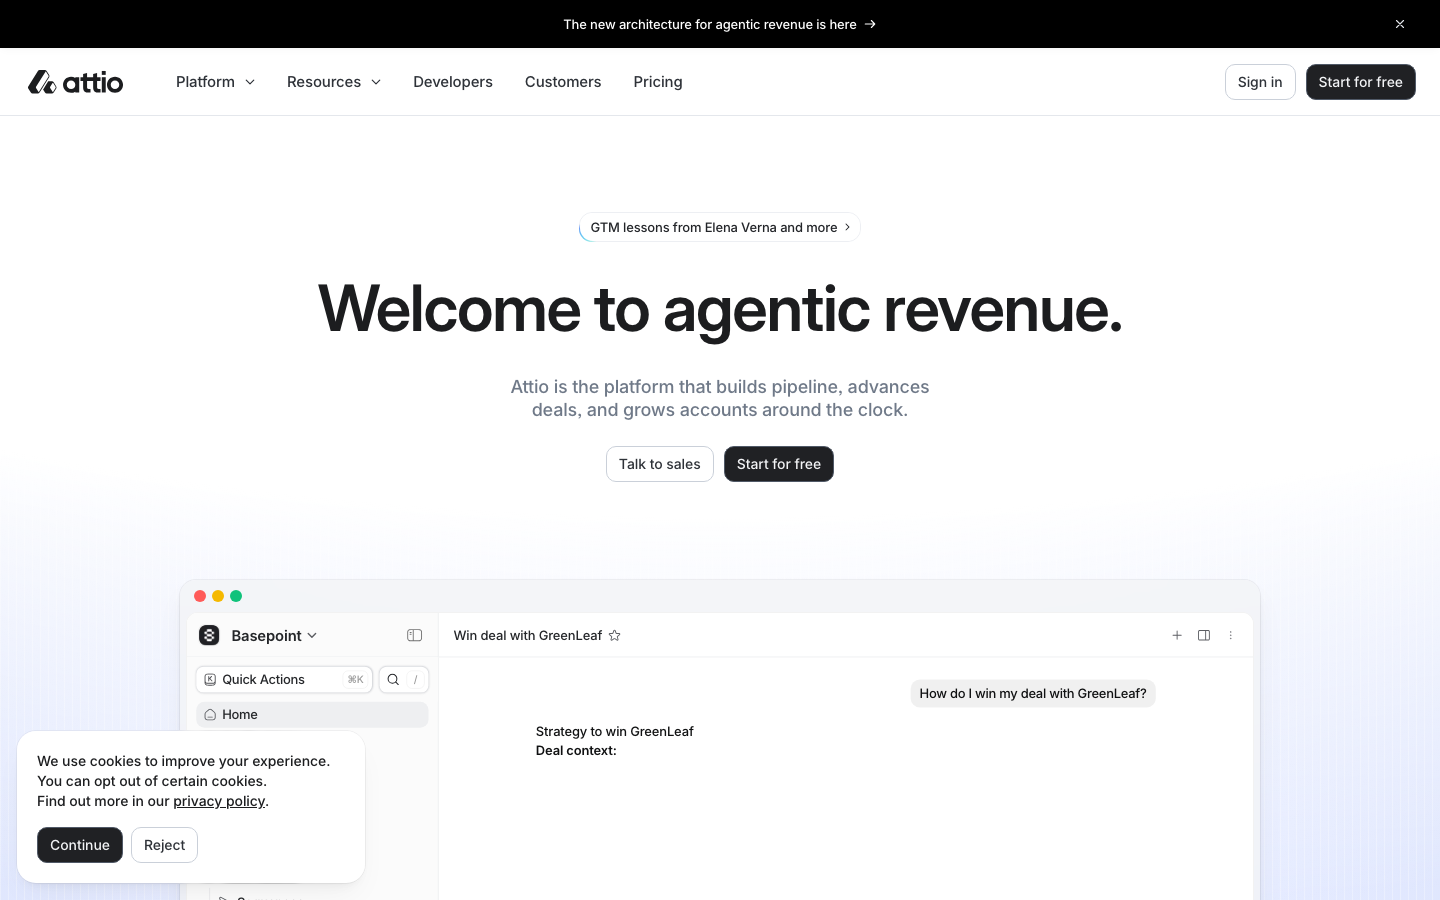 The new architecture for agentic revenue is here →
attio
Platform
Resources
Developers
Customers
Pricing
Sign in
Start for free
GTM lessons from Elena Verna and more
Welcome to agentic revenue.
Attio is the platform that builds pipeline, advances
deals, and grows accounts around the clock.
Talk to sales
Start for free
Basepoint
Win deal with GreenLeaf
Quick Actions
⌘K
/
How do I win my deal with GreenLeaf?
Home
Strategy to win GreenLeaf
Deal context:
We use cookies to improve your experience.
You can opt out of certain cookies.
Find out more in our privacy policy.
Continue
Reject